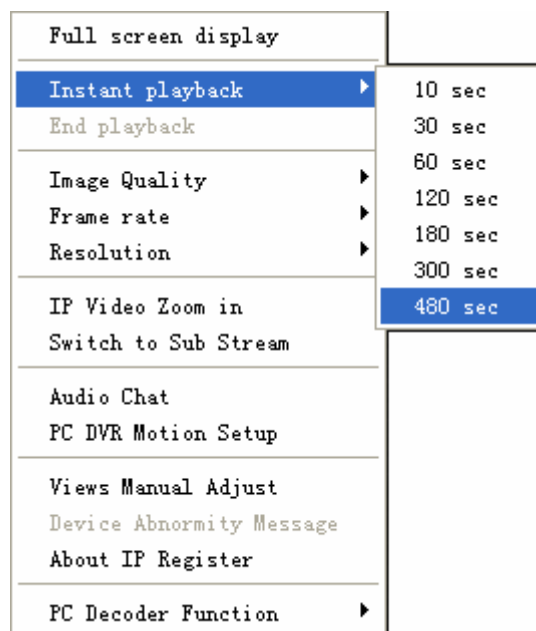 Full screen display
Instant playback
End playback
Image Quality
Frame rate
Resolution
IP Video Zoom in
Switch to Sub Stream
Audio Chat
PC DVR Motion Setup
Views Manual Adjust
Device Abnormity Message
About IP Register
PC Decoder Function
10 sec
30 sec
60 sec
120 sec
180 sec
300 sec
480 sec